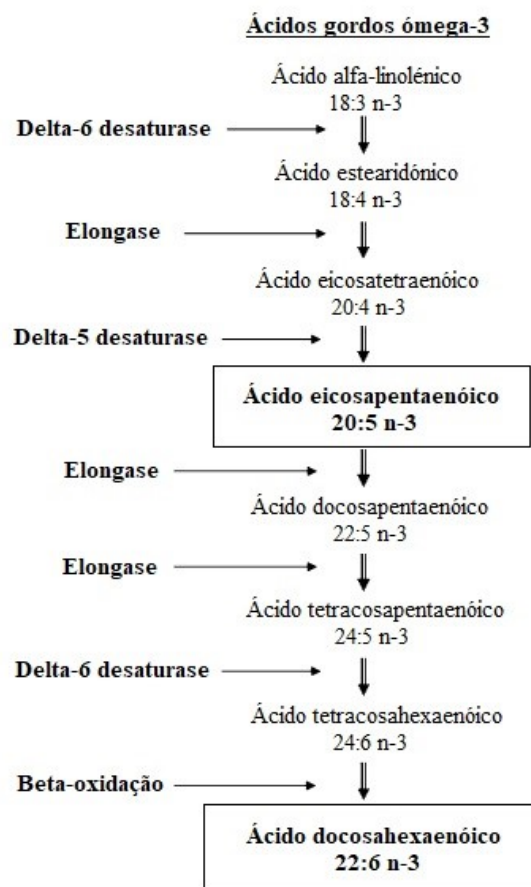 Ácidos gordos ómega-3
Ácido alfa-linolénico
18:3 n-3
Delta-6 desaturase
Ácido estearidónico
18:4 n-3
Elongase
Ácido eicosatetraenóico
20:4 n-3
Delta-5 desaturase
Ácido eicosapentaenóico
20:5 n-3
Elongase
Ácido docosapentaenóico
22:5 n-3
Elongase
Ácido tetracosapentaenóico
24:5 n-3
Delta-6 desaturase
Ácido tetracosahexaenóico
24:6 n-3
Beta-oxidação
Ácido docosahexaenóico
22:6 n-3